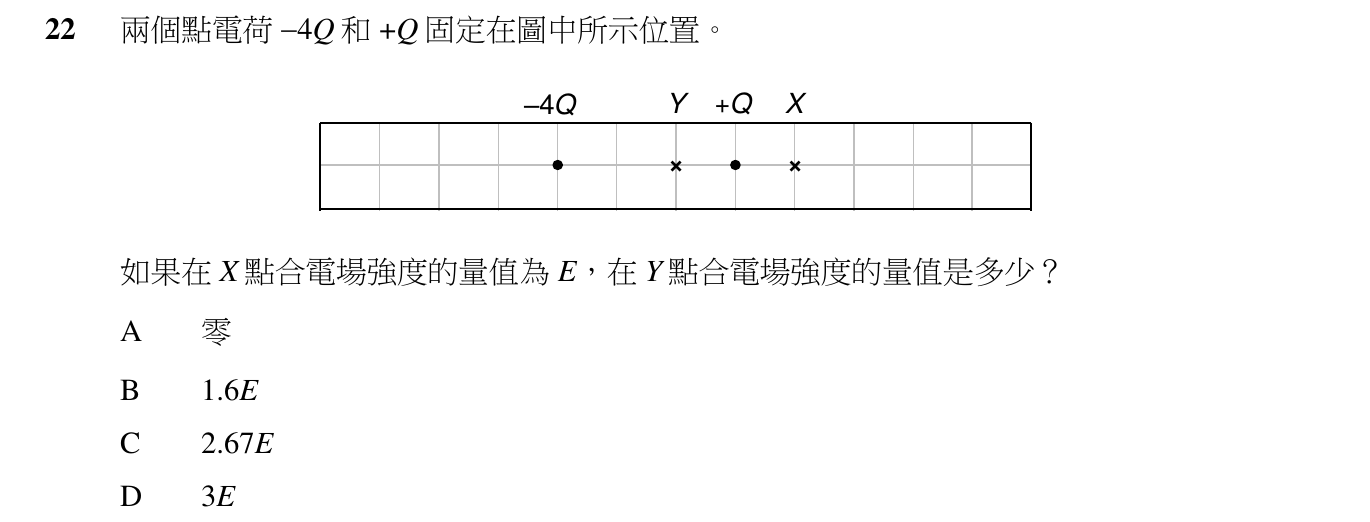 22 兩個點電荷 –4Q 和 +Q 固定在圖中所示位置。
–4Q Y +Q X
如果在 X 點合電場強度的量值為 E，在 Y 點合電場強度的量值是多少？
A 零
B 1.6E
C 2.67E
D 3E